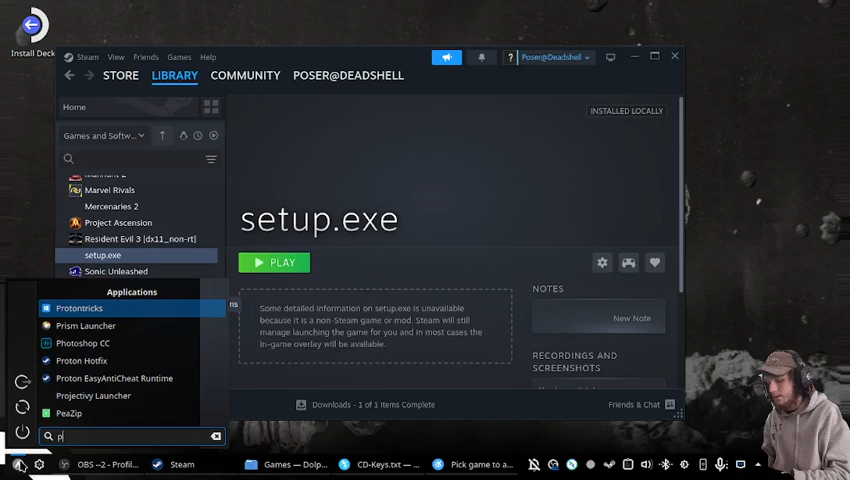 Install Deck
Steam View Friends Games Help
? Poser@Deadshell
STORE LIBRARY COMMUNITY POSER@DEADSHELL
Home
Games and Softw...
INSTALLED LOCALLY
Marvel Rivals
Mercenaries 2
Project Ascension
Resident Evil 3 [dx11_non-rt]
setup.exe
Sonic Unleashed
setup.exe
PLAY
Some detailed information on setup.exe is unavailable
because it is a non-Steam game or mod. Steam will still
manage launching the game for you and in most cases the
in-game overlay will be available.
NOTES
New Note
RECORDINGS AND
SCREENSHOTS
Applications
Protontricks
Prism Launcher
Photoshop CC
Proton Hotfix
Proton EasyAntiCheat Runtime
Projectivy Launcher
PeaZip
p
Downloads - 1 of 1 Items Complete
Friends & Chat
OBS --2 - Profil...
Steam
Games — Dolp...
CD-Keys.txt —...
Pick game to a...